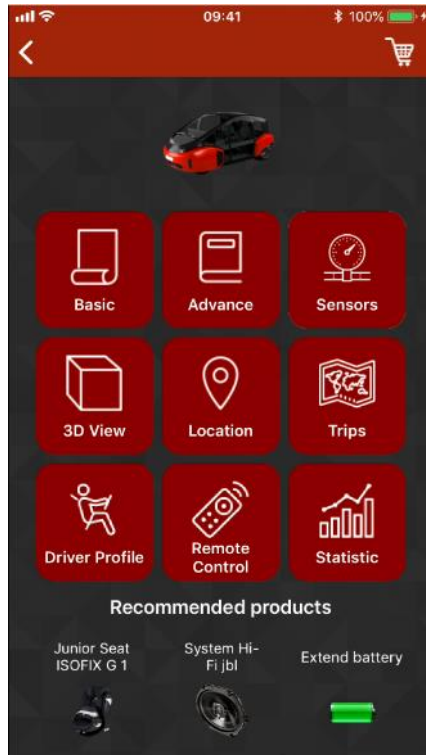 09:41
100%
Basic
Advance
Sensors
3D View
Location
Trips
Driver Profile
Remote
Control
Statistic
Recommended products
Junior Seat
ISOFIX G 1
System Hi-
Fi jbl
Extend battery